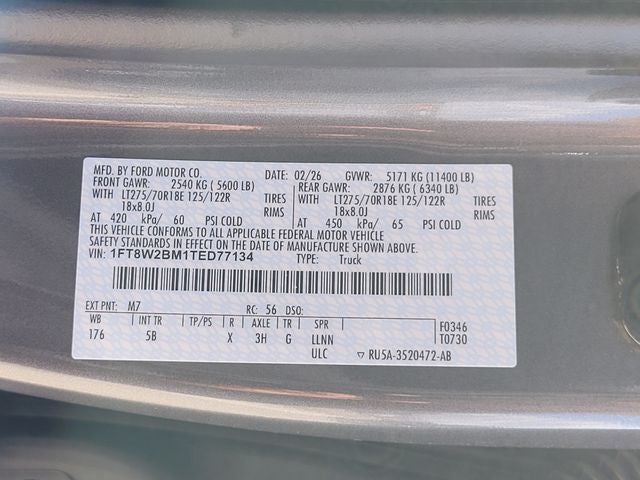 MFD. BY FORD MOTOR CO. DATE: 02/26 GVWR: 5171 KG (11400 LB)
FRONT GAWR: 2540 KG ( 5600 LB) REAR GAWR: 2876 KG ( 6340 LB)
WITH LT275/70R18E 125/122R TIRES WITH LT275/70R18E 125/122R TIRES
18x8.0J RIMS 18x8.0J RIMS
AT 420 kPa/ 60 PSI COLD AT 450 kPa/ 65 PSI COLD
THIS VEHICLE CONFORMS TO ALL APPLICABLE FEDERAL MOTOR VEHICLE
SAFETY STANDARDS IN EFFECT ON THE DATE OF MANUFACTURE SHOWN ABOVE.
VIN: 1FT8W2BM1TED77134 TYPE: Truck
EXT PNT: M7 RC: 56 DSO:
WB INT TR TP/PS R AXLE TR SPR F0346
176 5B X 3H G LLNN T0730
ULC ▽ RU5A-3520472-AB